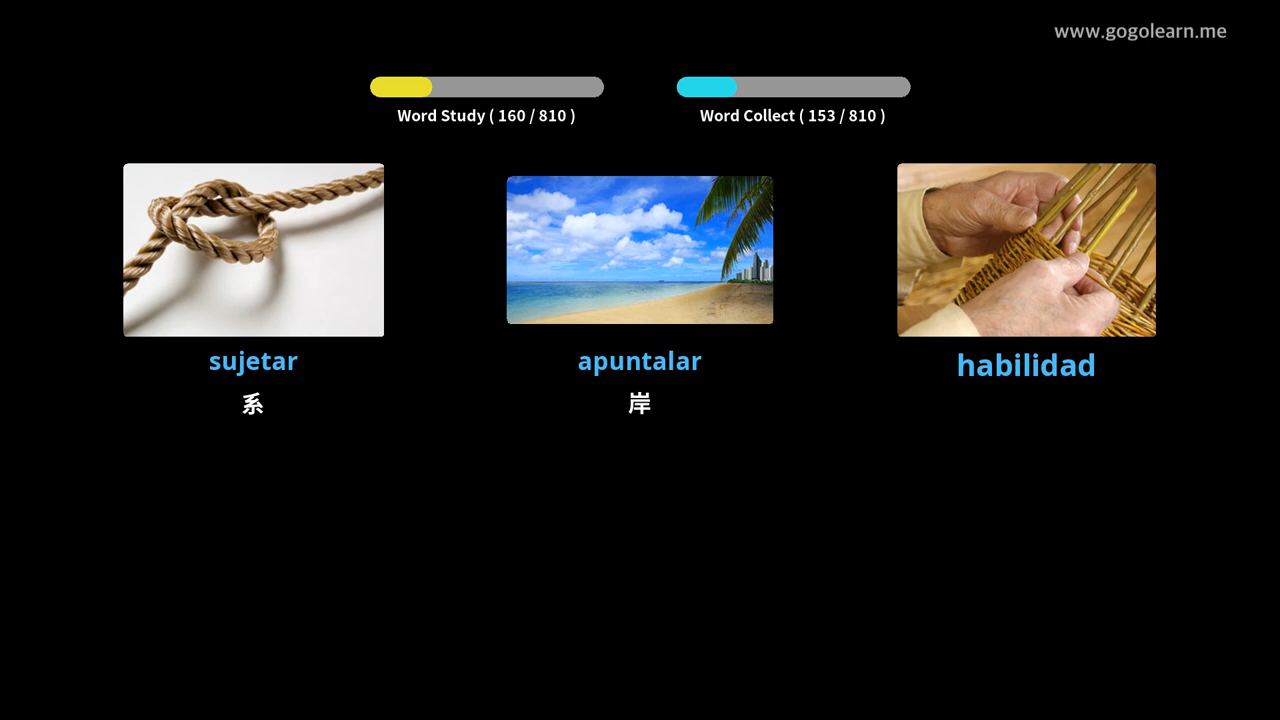 www.gogolearn.me
Word Study ( 160 / 810 )
Word Collect ( 153 / 810 )
sujetar
系
apuntalar
岸
habilidad